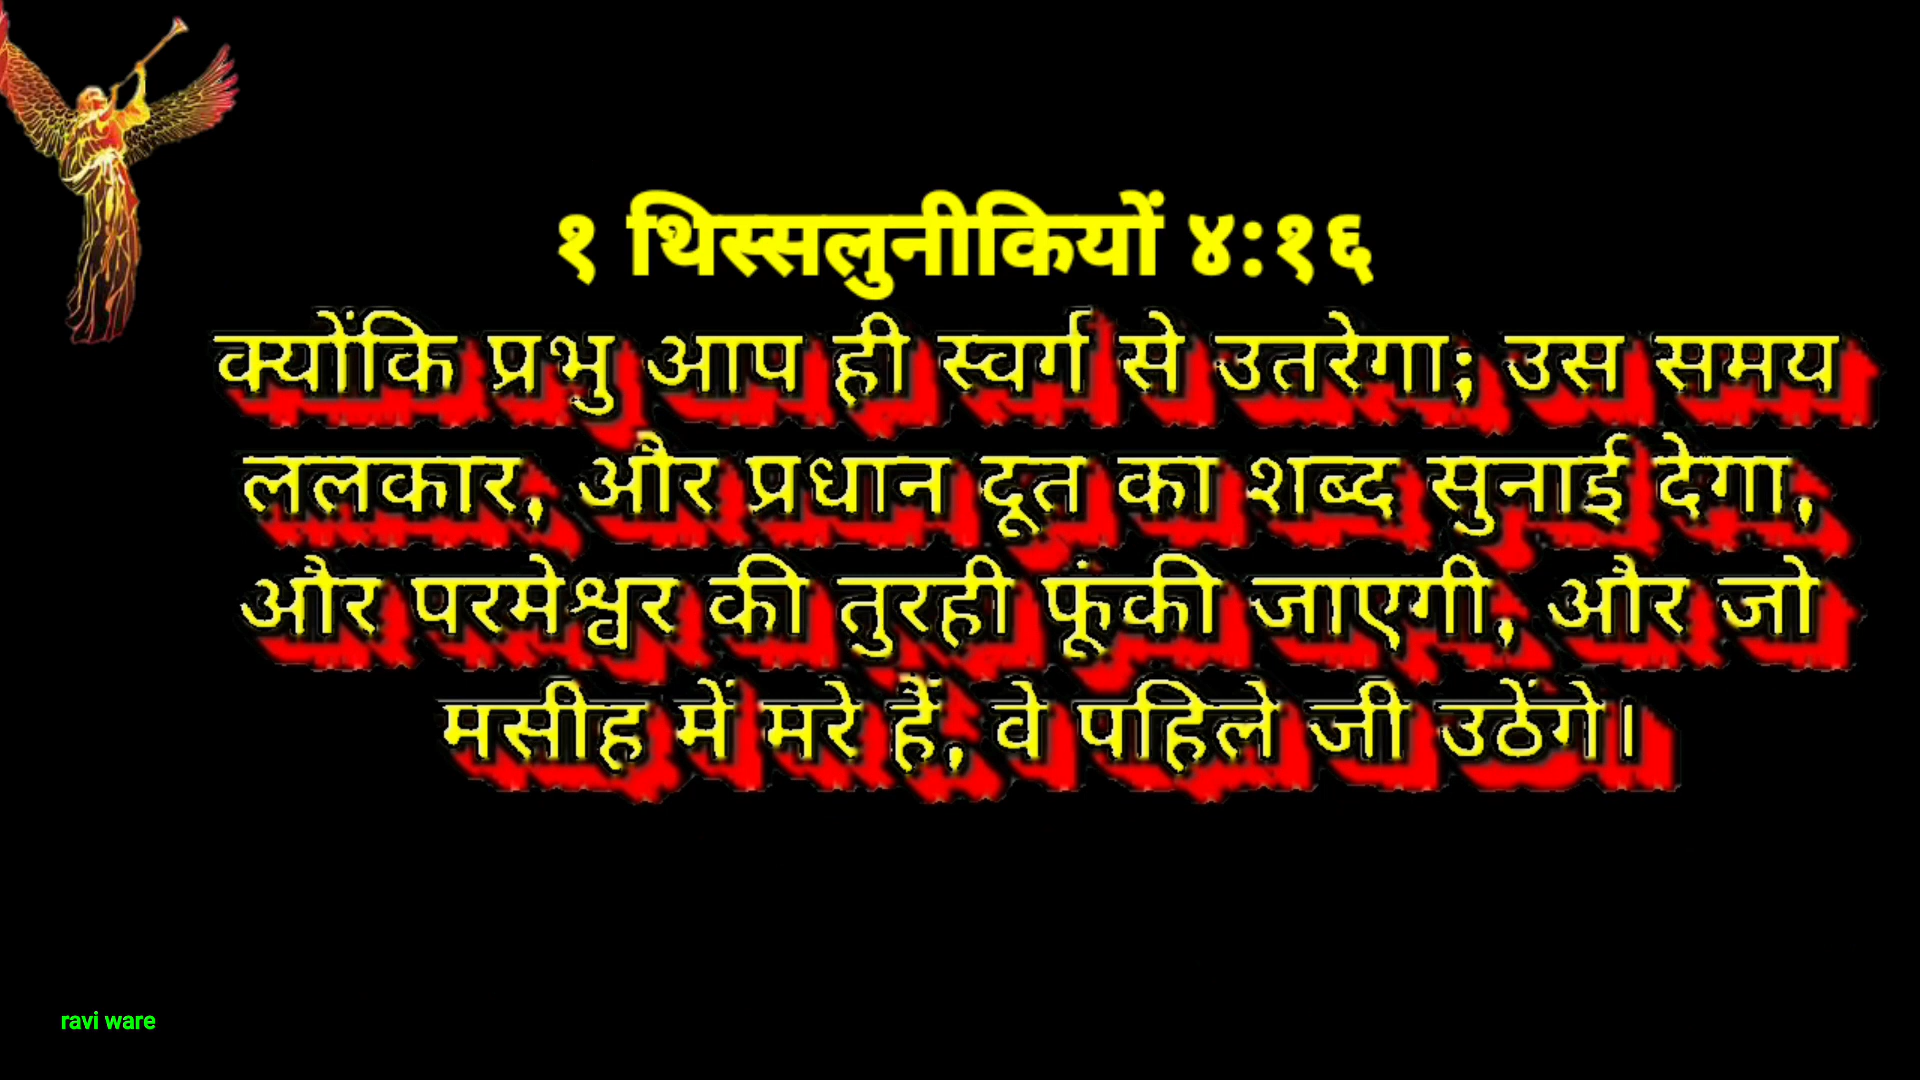 १ थिस्सलुनीकियों ४:१६
क्योंकि प्रभु आप ही स्वर्ग से उतरेगा; उस समय
ललकार, और प्रधान दूत का शब्द सुनाई देगा,
और परमेश्वर की तुरही फूंकी जाएगी, और जो
मसीह में मरे हैं, वे पहिले जी उठेंगे।
ravi ware